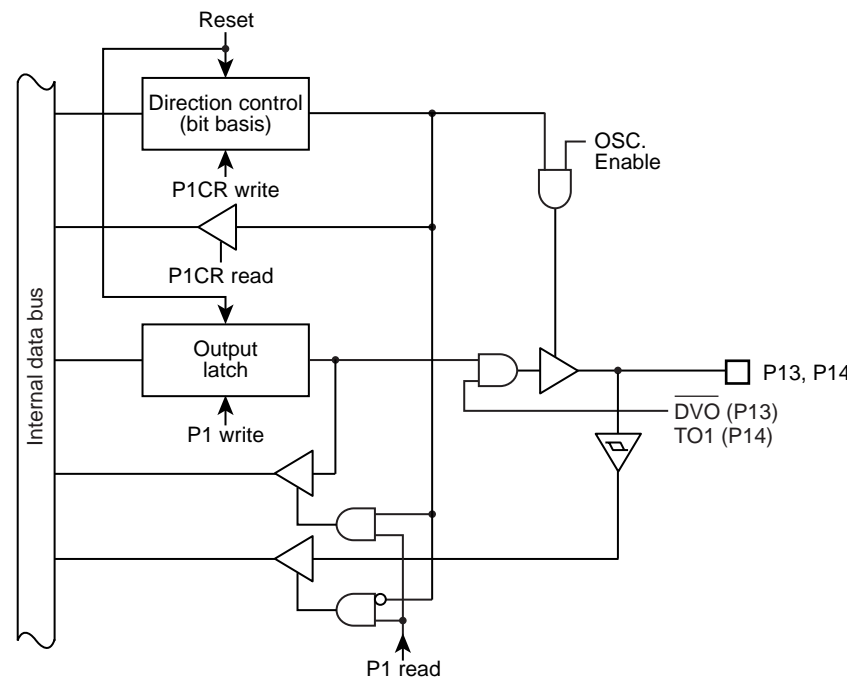 Reset
Direction control
(bit basis)
OSC.
Enable
P1CR write
P1CR read
Internal data bus
Output
latch
P13, P14
DVO (P13)
TO1 (P14)
P1 write
P1 read